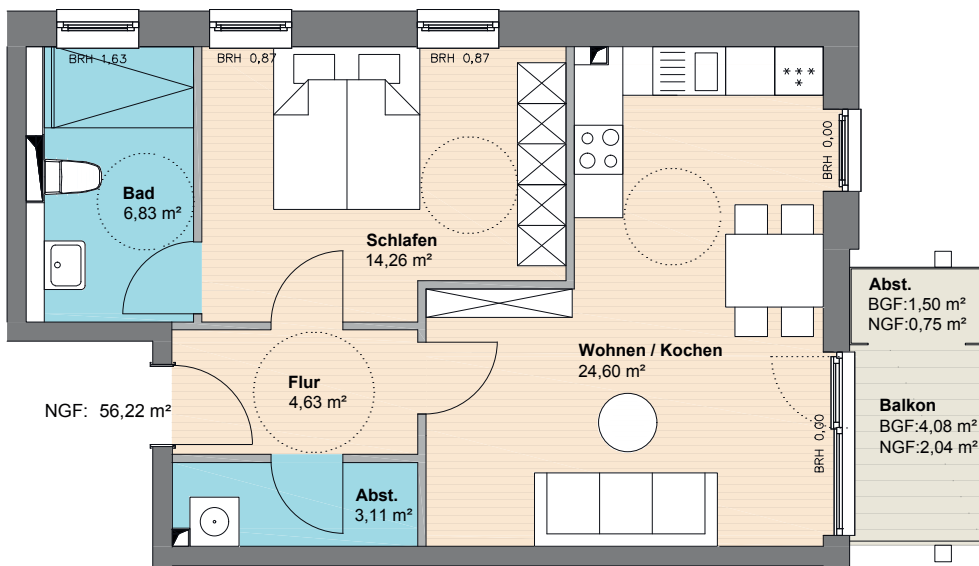 BRH 1,63
BRH 0,87
BRH 0,87
BRH 0,00
Bad
6,83 m²
Schlafen
14,26 m²
Abst.
BGF:1,50 m²
NGF:0,75 m²
Wohnen / Kochen
24,60 m²
Flur
4,63 m²
NGF: 56,22 m²
Balkon
BGF:4,08 m²
NGF:2,04 m²
BRH 0,00
Abst.
3,11 m²